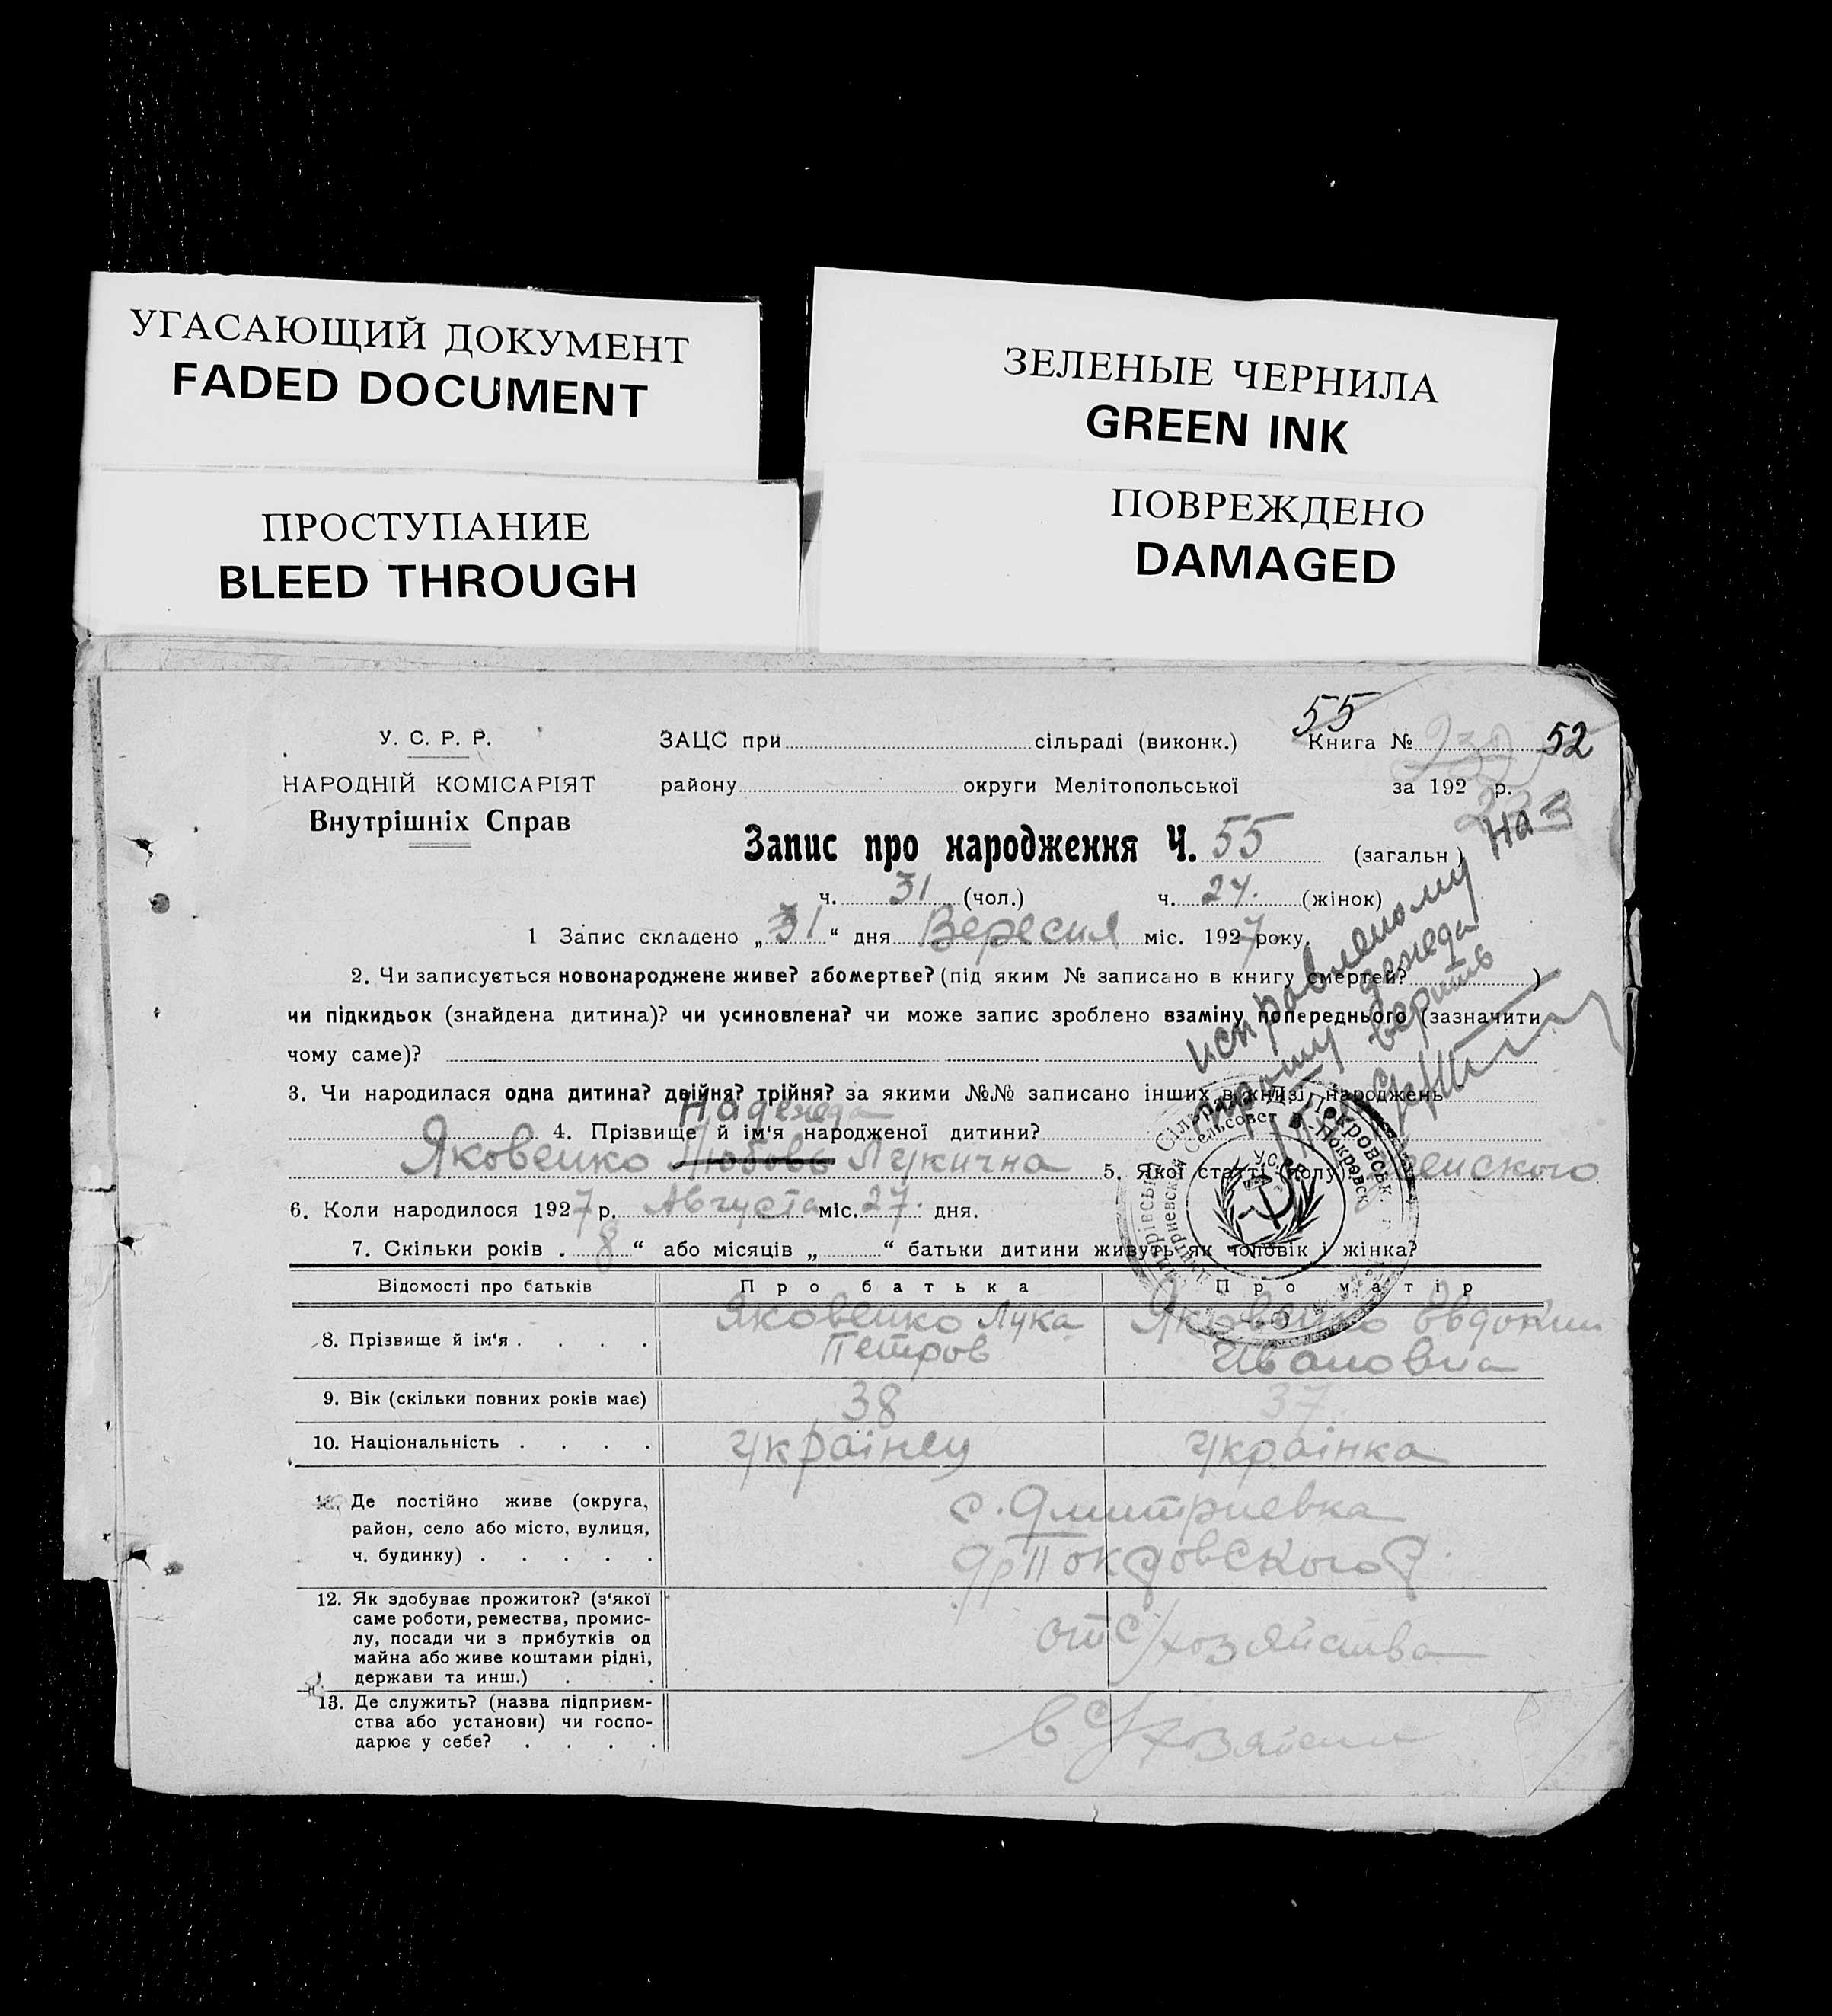 УГАСАЮЩИЙ ДОКУМЕНТ
FADED DOCUMENT
ЗЕЛЕНЫЕ ЧЕРНИЛА
GREEN INK
ПРОСТУПАНИЕ
BLEED THROUGH
ПОВРЕЖДЕНО
DAMAGED
55
У. С. Р. Р.
ЗАЦС при сільраді (виконк.) Книга № 52
НАРОДНІЙ КОМІСАРІЯТ
району округи Мелітопольської за 192 р.
Внутрішніх Справ
Запис про народження Ч. 55 (загальн)
ч. 31 (чол.) ч. 24. (жінок)
1 Запис складено „31“ дня Вересня міс. 1927 року.
2. Чи записується новонароджене живе? або мертве? (під яким № записано в книгу смертей? )
чи підкидьок (знайдена дитина)? чи усиновлена? чи може запис зроблено взаміну попереднього (зазначити
чому саме)?
исправленому на
Надежда
верить
3. Чи народилася одна дитина? двійня? трійня? за якими №№ записано інших в книзі народжень
Надежда
4. Прізвище й ім‘я народженої дитини?
Яковенко Любовь Лукична 5. Якої статті (полу) женского
6. Коли народилося 1927 р. Августа міс. 27. дня.
7. Скільки років . 8 “ або місяців „ “ батьки дитини живуть як чоловік і жінка?
У.С.Р.Р.
Відомості про батьків Про батька Про матір
8. Прізвище й ім‘я . . . . Яковенко Лука Петров Яковенко Овдокии Ивановна
9. Вік (скільки повних років має) 38 37
10. Національність . . . . українец українка
11. Де постійно живе (округа,
район, село або місто, вулиця,
ч. будинку) . . . . .
с. Дмитриевка
Покровского
12. Як здобуває прожиток? (з‘якої
саме роботи, ремества, промис-
лу, посади чи з прибутків од
майна або живе коштами рідні,
держави та инш.) . .
от с/хозяйства
13. Де служить? (назва підприєм-
ства або установи) чи госпо-
дарює у себе? . . . .
в с/хозяйстве